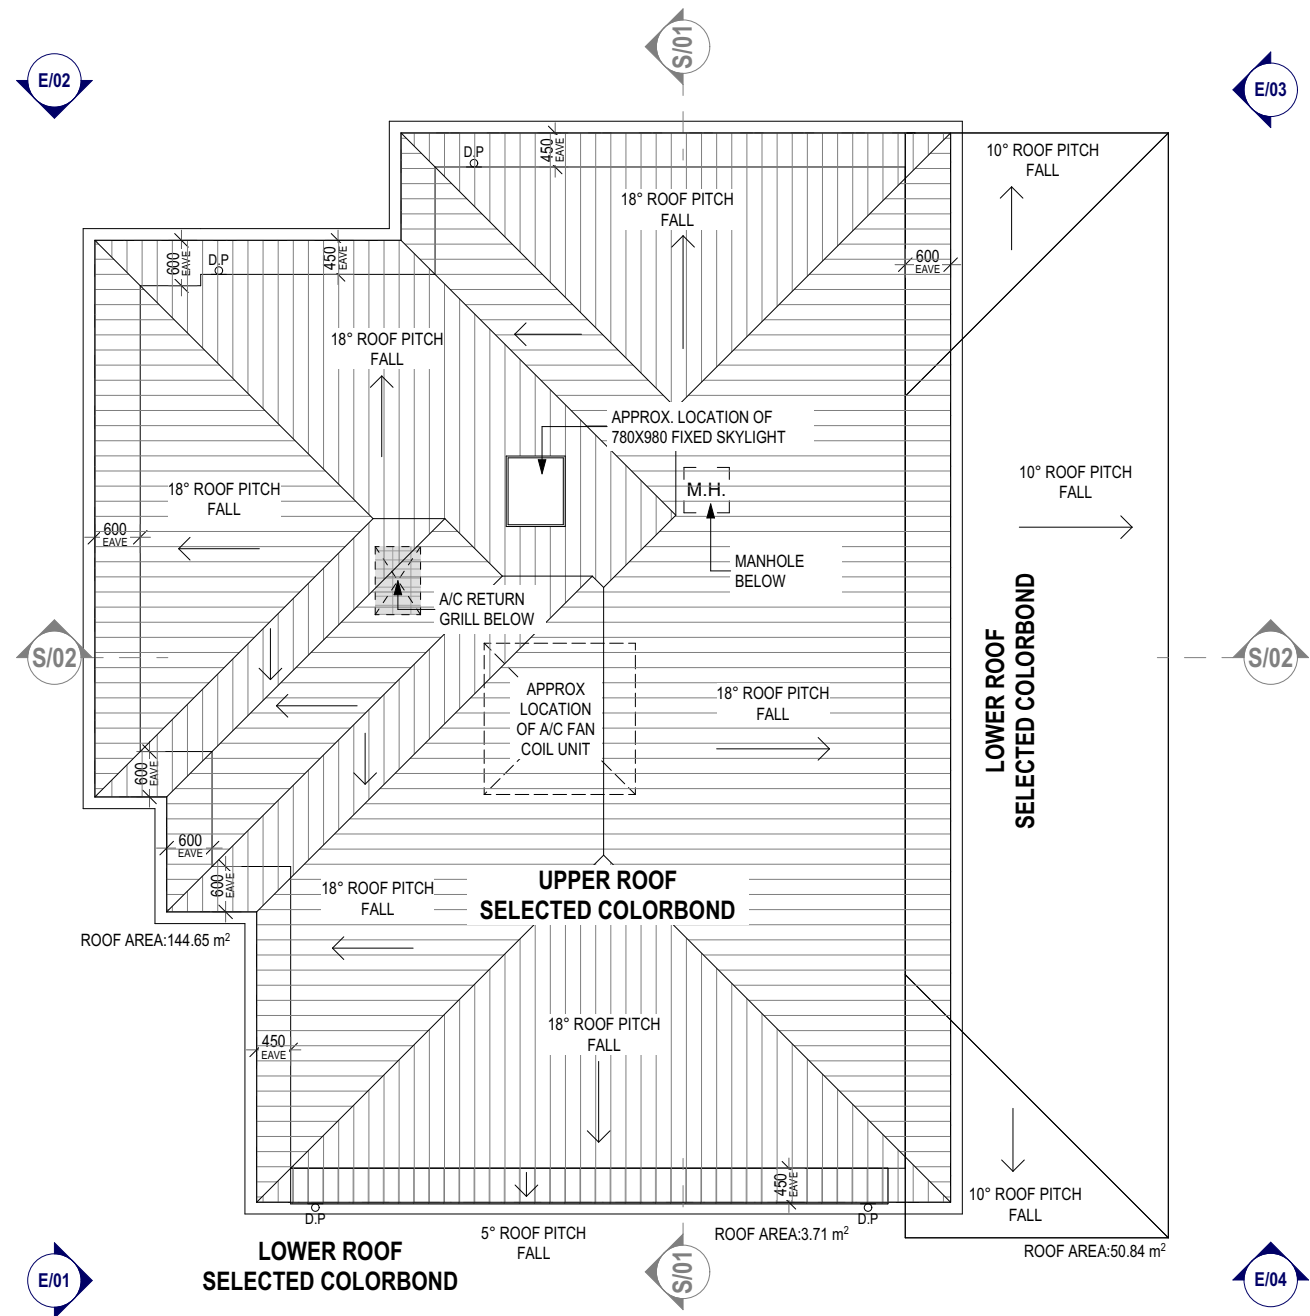 S/01
E/02
E/03
D.P
450
EAVE
10° ROOF PITCH
FALL
18° ROOF PITCH
FALL
600
EAVE
D.P
450
EAVE
600
EAVE
18° ROOF PITCH
FALL
APPROX. LOCATION OF
780X980 FIXED SKYLIGHT
M.H.
10° ROOF PITCH
FALL
18° ROOF PITCH
FALL
600
EAVE
MANHOLE
BELOW
A/C RETURN
GRILL BELOW
LOWER ROOF
SELECTED COLORBOND
S/02
S/02
APPROX
LOCATION
OF A/C FAN
COIL UNIT
18° ROOF PITCH
FALL
600
EAVE
600
EAVE
600
EAVE
18° ROOF PITCH
FALL
UPPER ROOF
SELECTED COLORBOND
ROOF AREA:144.65 m²
450
EAVE
18° ROOF PITCH
FALL
450
EAVE
10° ROOF PITCH
FALL
D.P
D.P
5° ROOF PITCH
FALL
ROOF AREA:3.71 m²
ROOF AREA:50.84 m²
LOWER ROOF
SELECTED COLORBOND
E/01
S/01
E/04